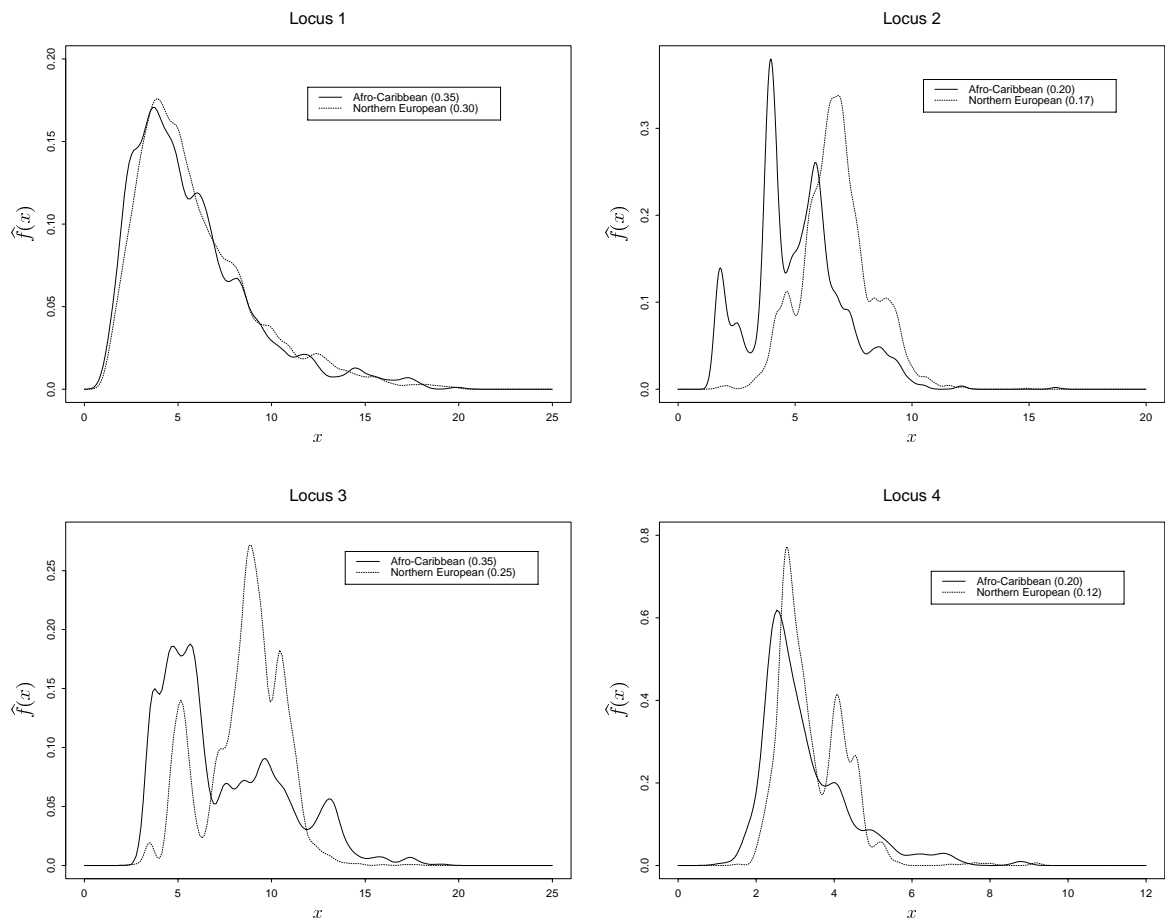 Locus 1
0.20
0.15
0.10
0.05
0.00
f̂(x)
Afro-Caribbean (0.35)
Northern European (0.30)
0 5 10 15 20 25
x
Locus 2
0.3
0.2
0.1
0.0
f̂(x)
Afro-Caribbean (0.20)
Northern European (0.17)
0 5 10 15 20
x
Locus 3
0.25
0.20
0.15
0.10
0.05
0.0
f̂(x)
Afro-Caribbean (0.35)
Northern European (0.25)
0 5 10 15 20 25
x
Locus 4
0.8
0.6
0.4
0.2
0.0
f̂(x)
Afro-Caribbean (0.20)
Northern European (0.12)
0 2 4 6 8 10 12
x